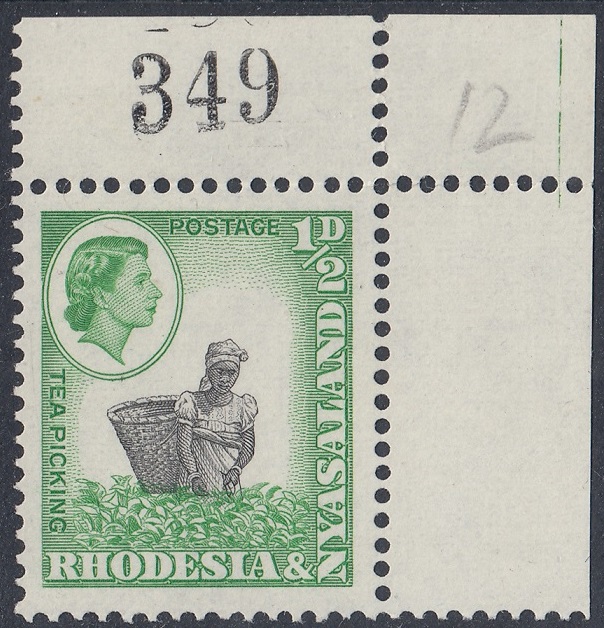 349
12
POSTAGE
½D
TEA PICKING
RHODESIA & NYASALAND